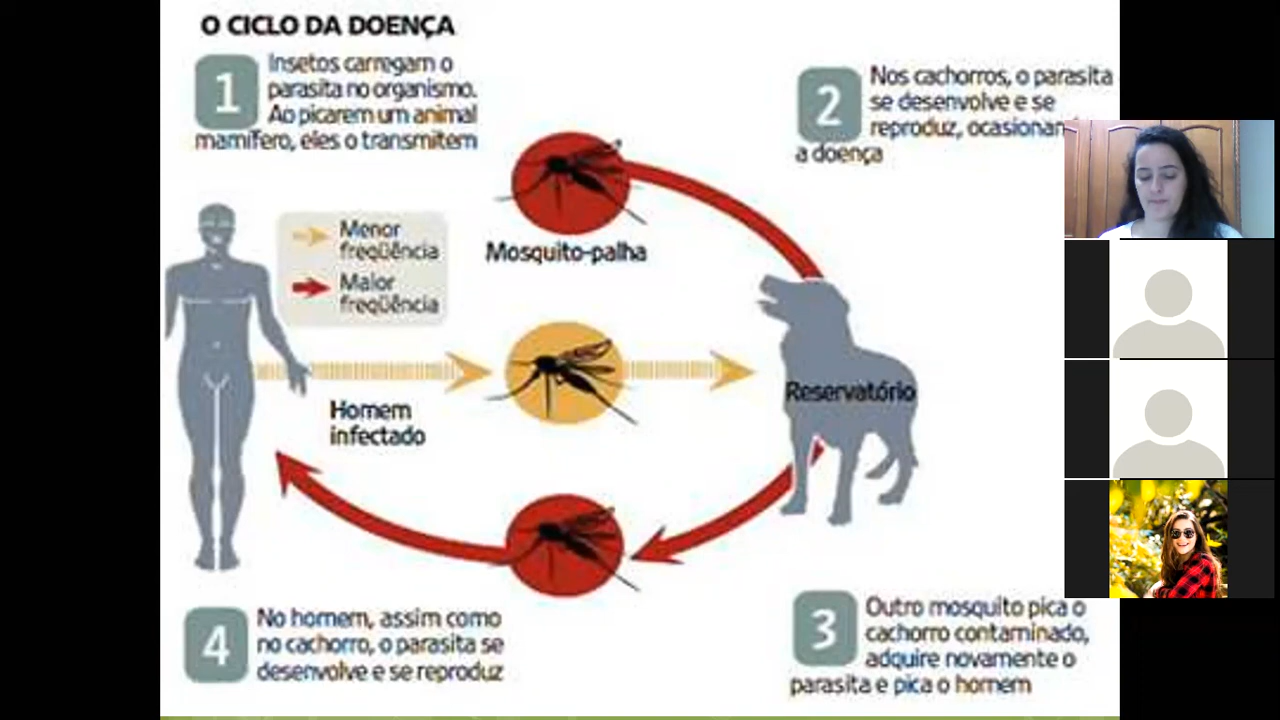 O CICLO DA DOENÇA
1
Insetos carregam o
parasita no organismo.
Ao picarem um animal
mamífero, eles o transmitem
2
Nos cachorros, o parasita
se desenvolve e se
reproduz,
a doença
Menor
freqüência
Maior
freqüência
Mosquito-palha
Reservatório
Homem
infectado
4
No homem, assim como
no cachorro, o parasita se
desenvolve e se reproduz
3
Outro mosquito pica o
cachorro contaminado,
adquire novamente o
parasita e pica o homem